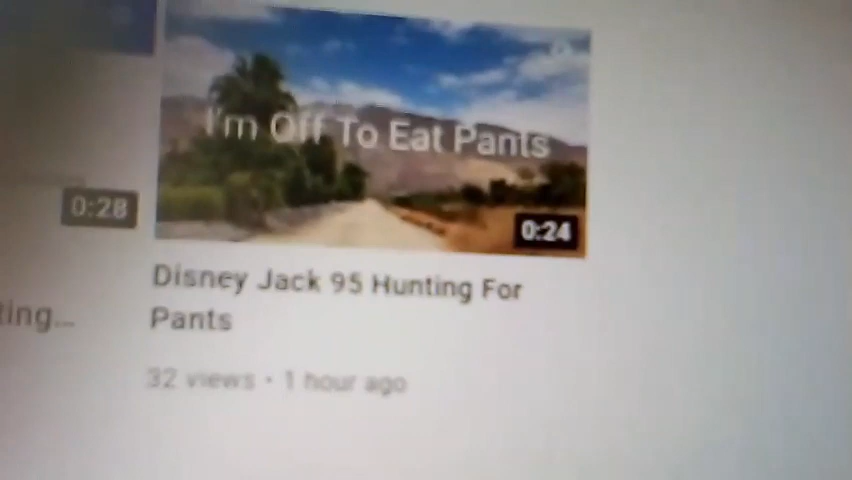 I'm Off To Eat Pants
0:28
0:24
Disney Jack 95 Hunting For
Pants
ting...
32 views • 1 hour ago